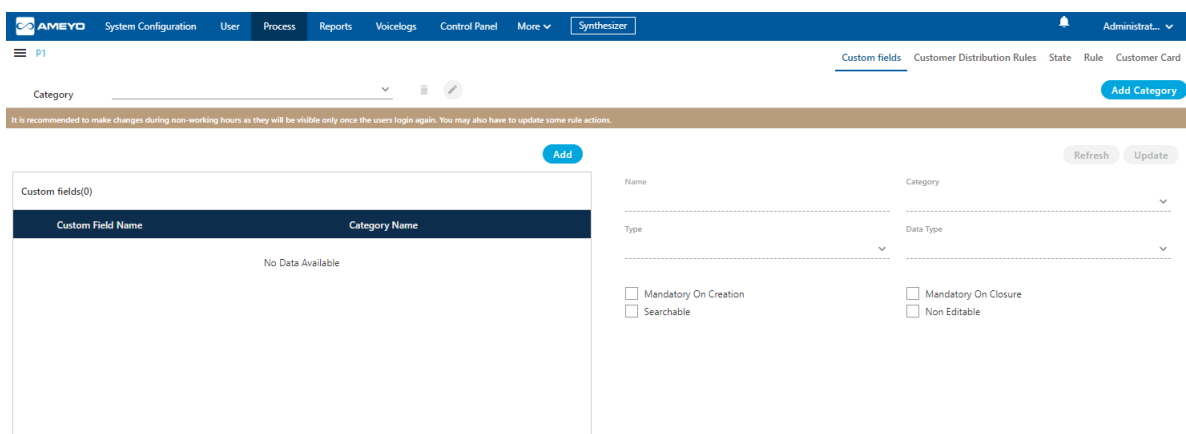 AMEYO System Configuration User Process Reports Voicelogs Control Panel More Synthesizer Administrat...
P1 Custom fields Customer Distribution Rules State Rule Customer Card
Category Add Category
It is recommended to make changes during non-working hours as they will be visible only once the users login again. You may also have to update some rule actions.
Add Refresh Update
Custom fields(0)
Custom Field Name Category Name
No Data Available
Name Category
Type Data Type
Mandatory On Creation Mandatory On Closure
Searchable Non Editable